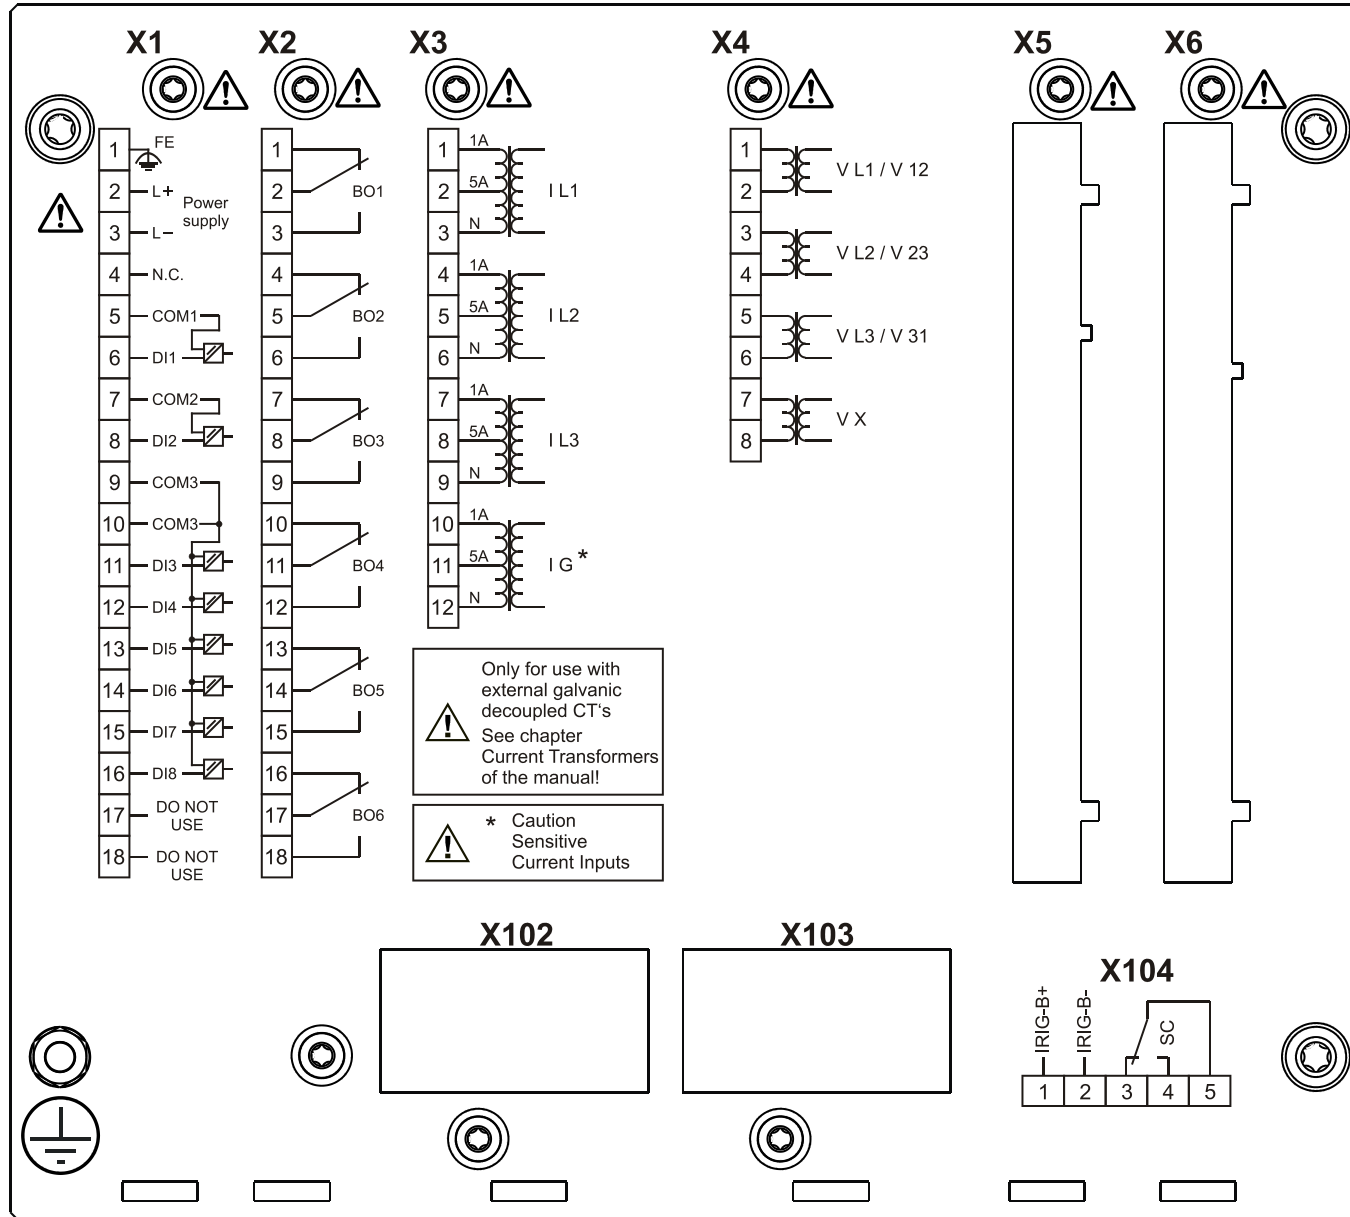 X1
X2
X3
X4
X5
X6
1
FE
2
L+
Power
supply
3
L−
4
N.C.
5
COM1
6
DI1
7
COM2
8
DI2
9
COM3
10
COM3
11
DI3
12
DI4
13
DI5
14
DI6
15
DI7
16
DI8
17
DO NOT
USE
18
DO NOT
USE
1
2
BO1
3
4
5
BO2
6
7
8
BO3
9
10
11
BO4
12
13
14
BO5
15
16
17
BO6
18
1
1A
2
5A
I L1
3
N
4
1A
5
5A
I L2
6
N
7
1A
8
5A
I L3
9
N
10
1A
11
5A
I G *
12
N
1
V L1 / V 12
2
3
V L2 / V 23
4
5
V L3 / V 31
6
7
V X
8
Only for use with
external galvanic
decoupled CT‘s
See chapter
Current Transformers
of the manual!
* Caution
Sensitive
Current Inputs
X102
X103
X104
IRIG-B+
IRIG-B-
SC
1 2 3 4 5